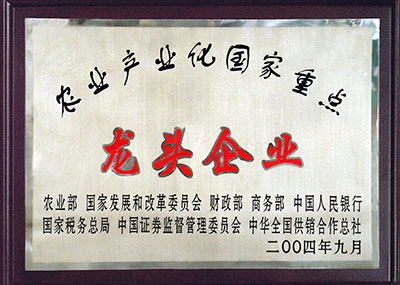 农业产业化国家重点
龙头企业
农业部 国家发展和改革委员会 财政部 商务部 中国人民银行
国家税务总局 中国证券监督管理委员会 中华全国供销合作总社
二00四年九月